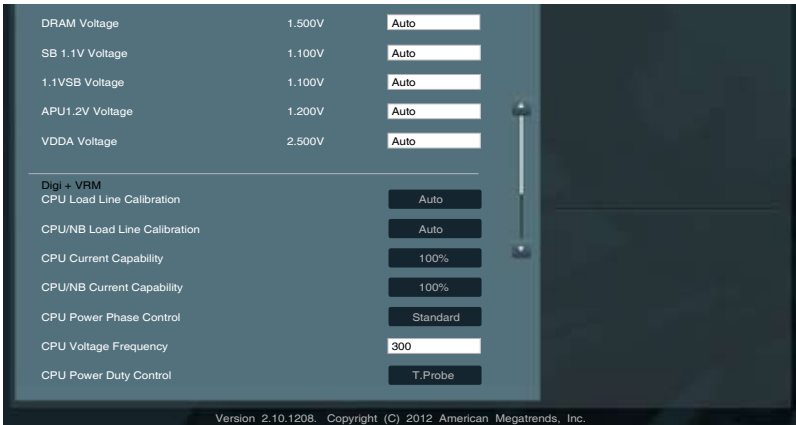 DRAM Voltage 1.500V Auto
SB 1.1V Voltage 1.100V Auto
1.1VSB Voltage 1.100V Auto
APU1.2V Voltage 1.200V Auto
VDDA Voltage 2.500V Auto
Digi + VRM
CPU Load Line Calibration Auto
CPU/NB Load Line Calibration Auto
CPU Current Capability 100%
CPU/NB Current Capability 100%
CPU Power Phase Control Standard
CPU Voltage Frequency 300
CPU Power Duty Control T.Probe
Version 2.10.1208. Copyright (C) 2012 American Megatrends, Inc.